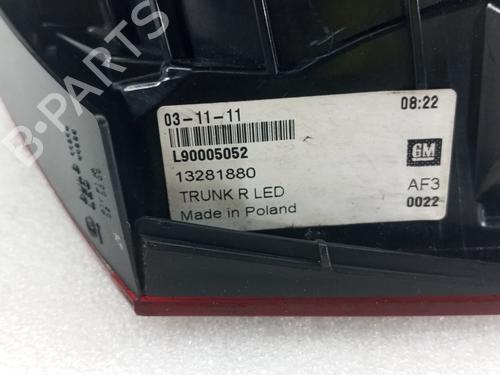 B-PARTS
03-11-11
08:22
L90005052
GM
13281880
TRUNK R LED
AF3
Made in Poland
0022